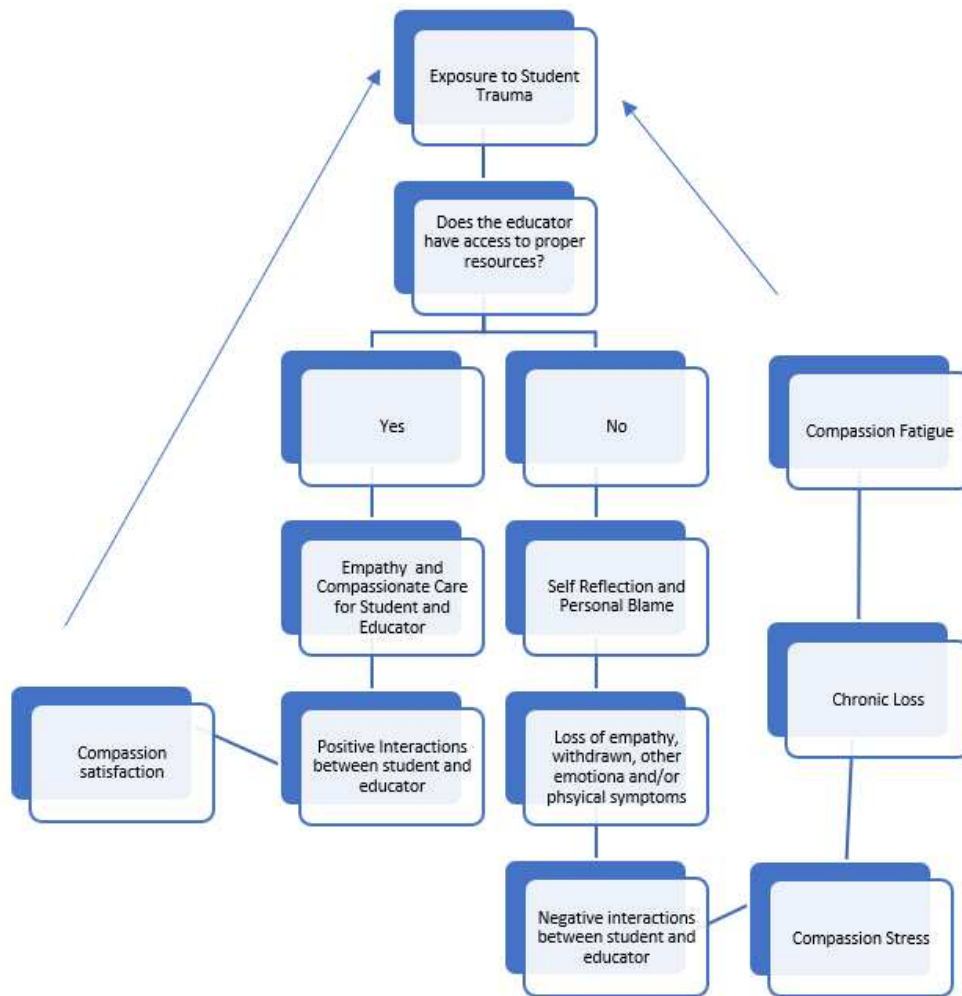 Exposure to Student
Trauma
Does the educator
have access to proper
resources?
Yes
No
Compassion Fatigue
Empathy and
Compassionate Care
for Student and
Educator
Self Reflection and
Personal Blame
Chronic Loss
Compassion
satisfaction
Positive Interactions
between student and
educator
Loss of empathy,
withdrawn, other
emotiona and/or
phsyical symptoms
Negative interactions
between student and
educator
Compassion Stress